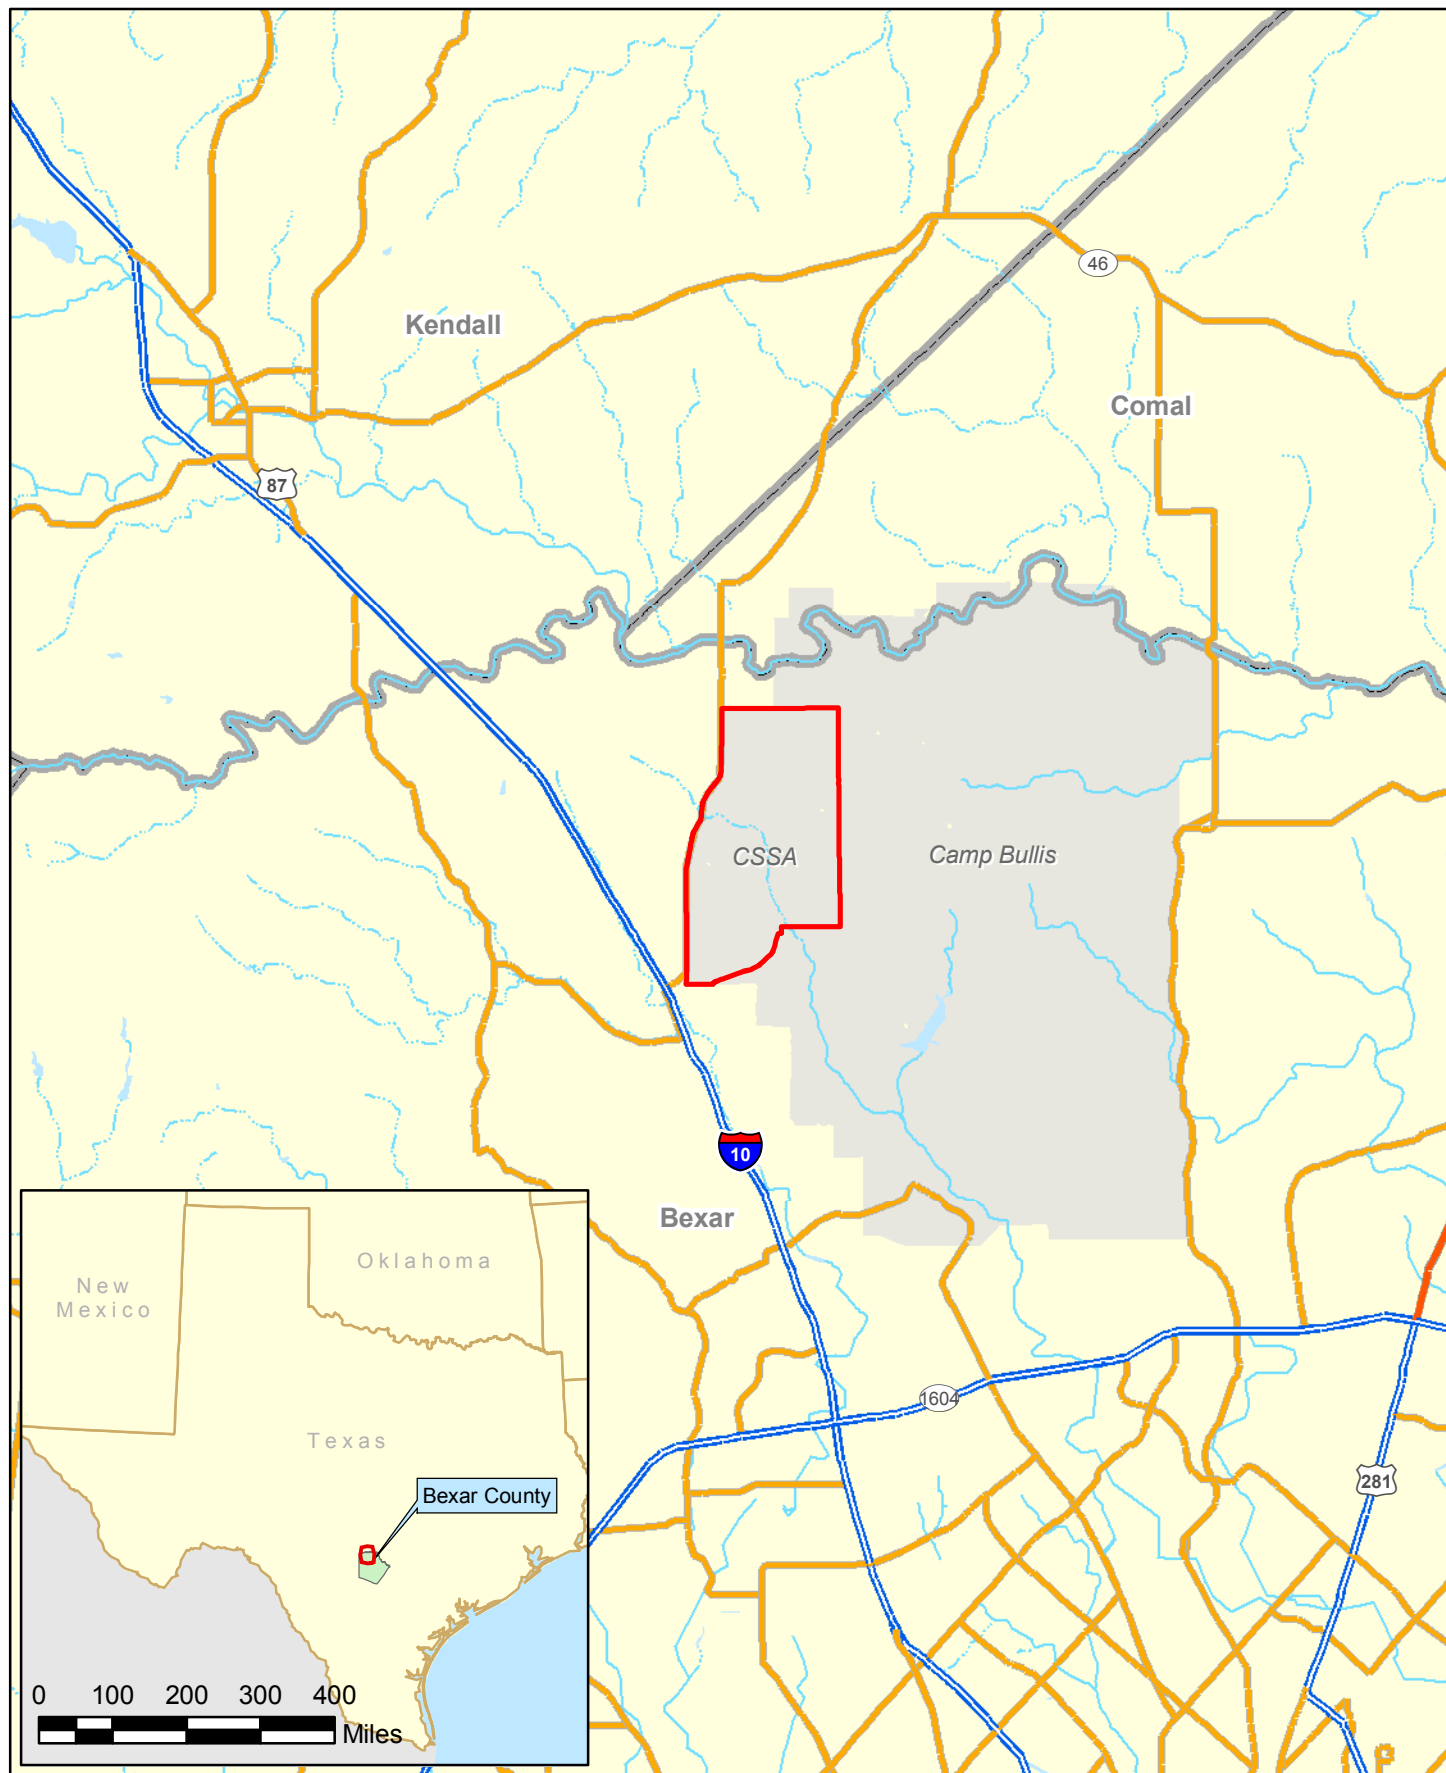 46
Kendall
Comal
87
CSSA
Camp Bullis
10
Bexar
Oklahoma
New
Mexico
1604
Texas
281
Bexar County
0 100 200 300 400
Miles